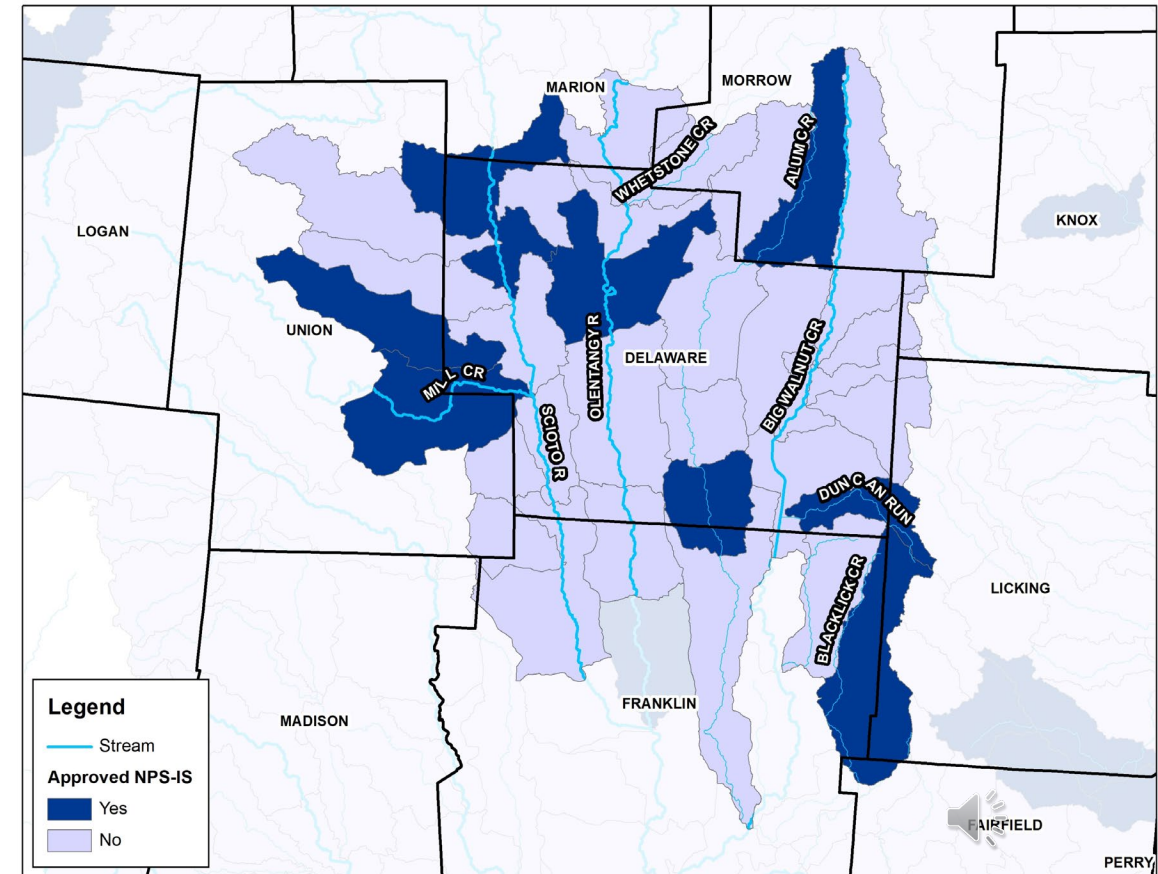 MARION
MORROW
WHETSTONE CR
ALUM CR
KNOX
LOGAN
UNION
OLENTANGY R
DELAWARE
BIG WALNUT CR
MILL CR
SCIOTO R
DUNCAN RUN
BLACKLICK CR
LICKING
FRANKLIN
MADISON
FAIRFIELD
PERRY
Legend
Stream
Approved NPS-IS
Yes
No